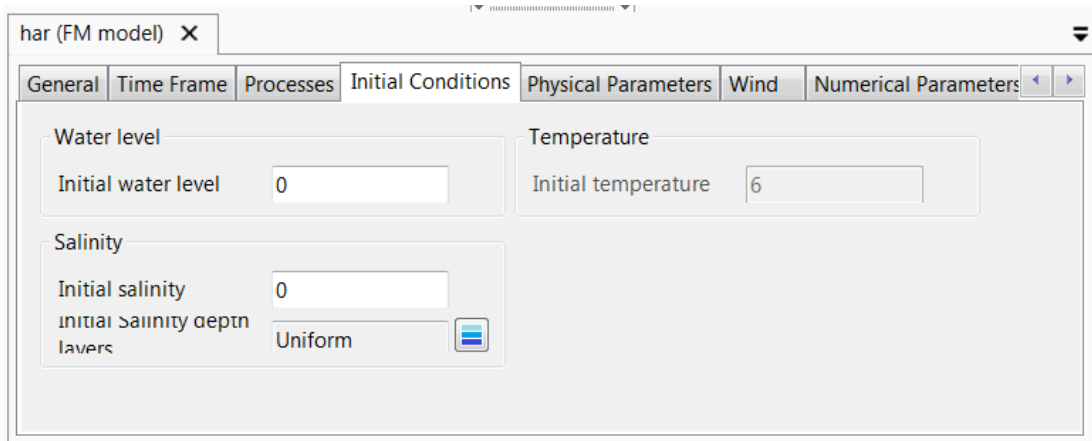 har (FM model)
General Time Frame Processes Initial Conditions Physical Parameters Wind Numerical Parameters
Water level
Initial water level 0
Temperature
Initial temperature 6
Salinity
Initial salinity 0
Initial Salinity depth
layers Uniform